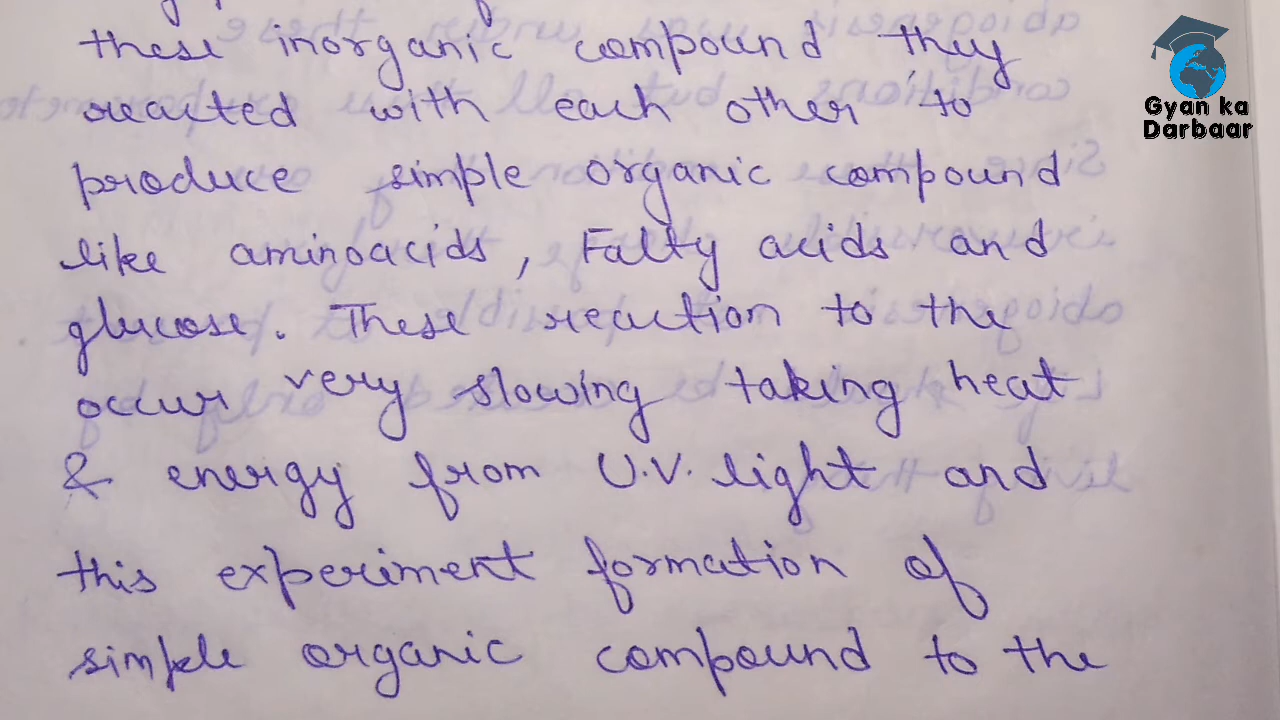 these inorganic compound they
reacted with each other to
produce simple organic compound
like aminoacids, Fatty acids and
glucose. These reaction to the
occur very slowing taking heat
& energy from U.V. light and
this experiment formation of
simple organic compound to the
Gyan ka
Darbaar